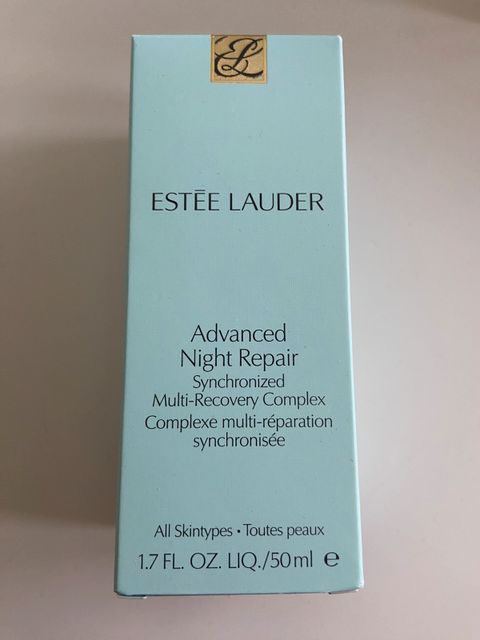 EL
ESTĒE LAUDER
Advanced
Night Repair
Synchronized
Multi-Recovery Complex
Complexe multi-réparation
synchronisée
All Skintypes • Toutes peaux
1.7 FL. OZ. LIQ./50 ml ℮